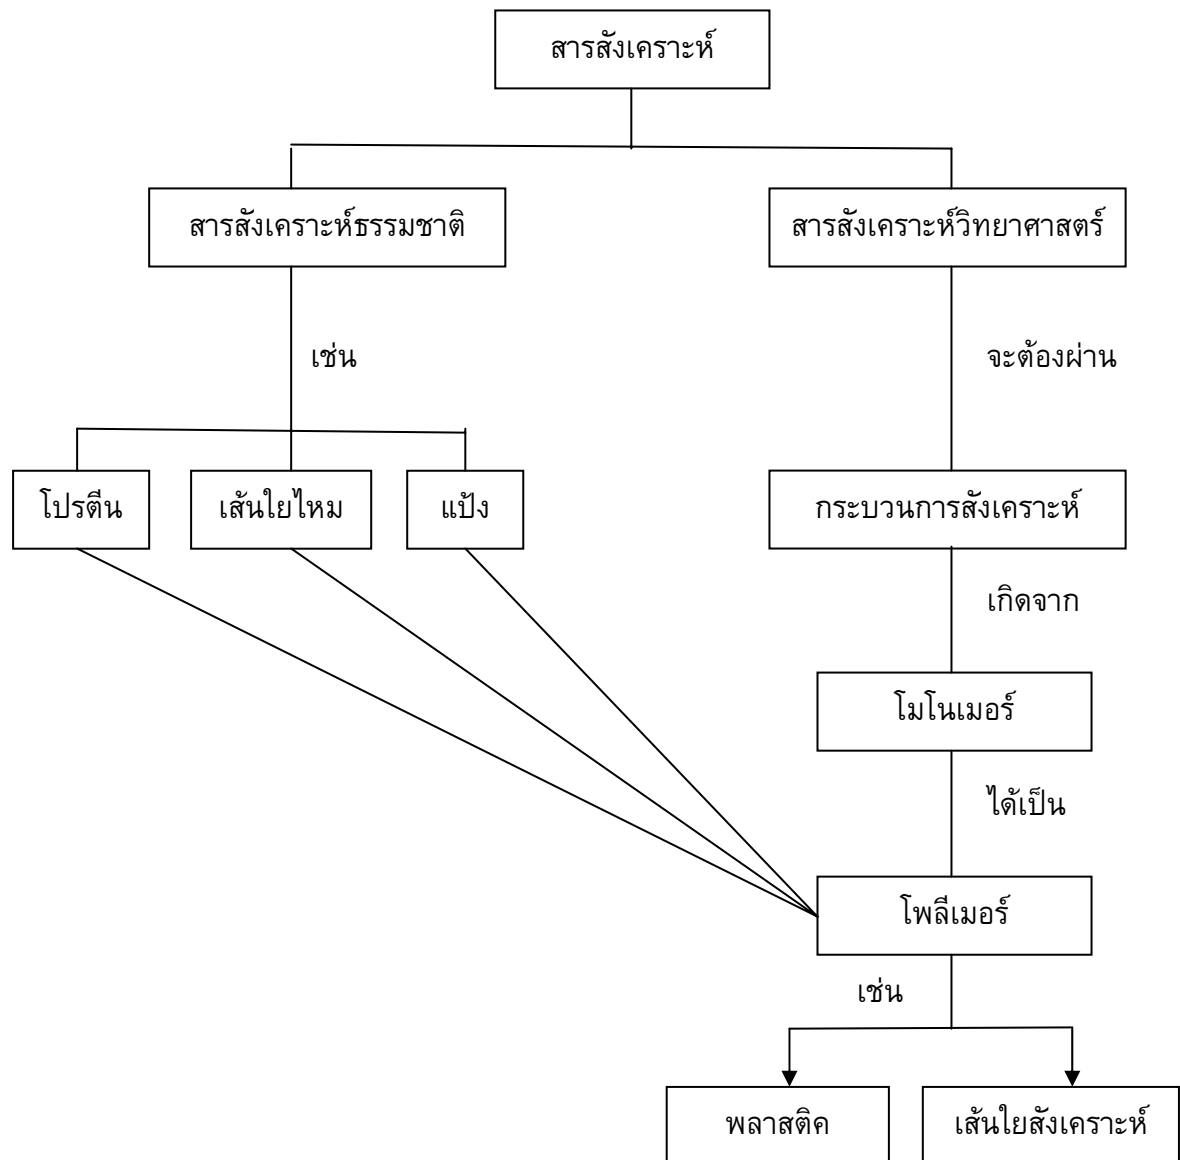 สารสังเคราะห์
สารสังเคราะห์ธรรมชาติ
สารสังเคราะห์วิทยาศาสตร์
เช่น
จะต้องผ่าน
โปรตีน
เส้นใยไหม
แป้ง
กระบวนการสังเคราะห์
เกิดจาก
โมโนเมอร์
ได้เป็น
โพลีเมอร์
เช่น
พลาสติค
เส้นใยสังเคราะห์